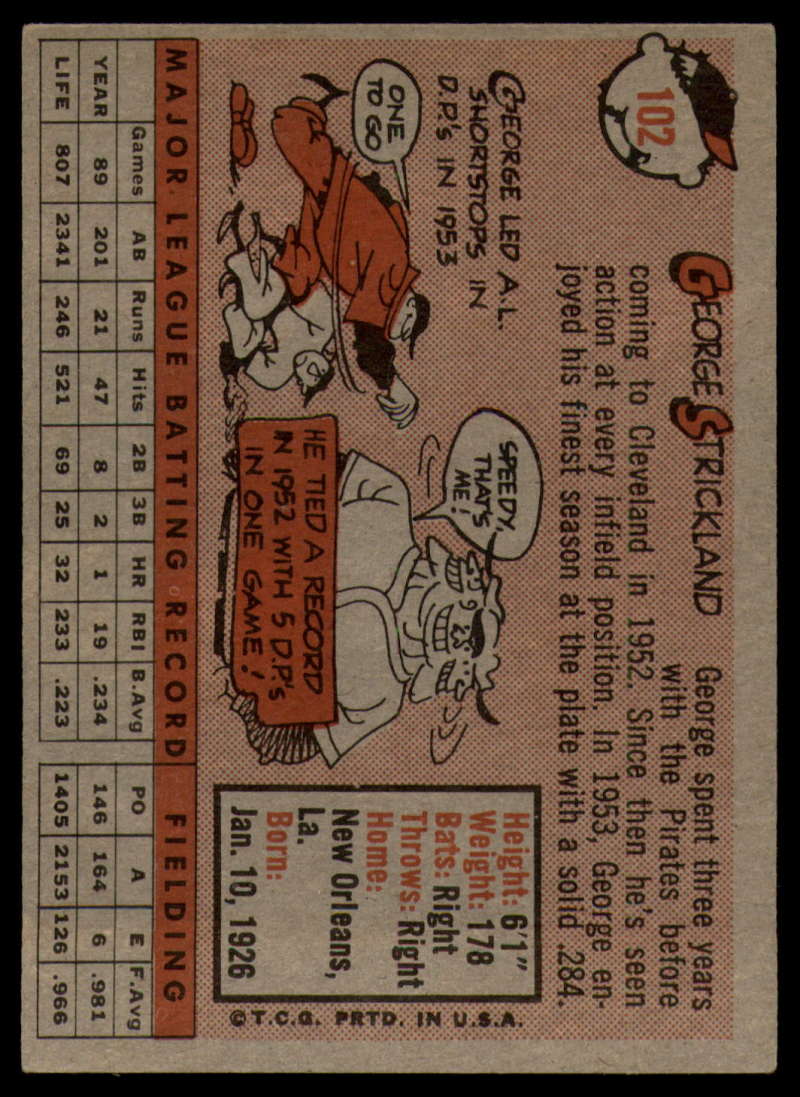 102
GEORGE STRICKLAND George spent three years
with the Pirates before
coming to Cleveland in 1952. Since then he's seen
action at every infield position. In 1953, George en-
joyed his finest season at the plate with a solid .284.
GEORGE LED A.L.
SHORTSTOPS IN
D.P.'S IN 1953
ONE
TO GO
SPEEDY,
THAT'S
ME!
HE TIED A RECORD
IN 1952 WITH 5 D.P.'S
IN ONE GAME!
Height: 6'1"
Weight: 178
Bats: Right
Throws: Right
Home:
New Orleans,
La.
Born:
Jan. 10, 1926
© T.C.G. PRTD. IN U.S.A.
MAJOR LEAGUE BATTING RECORD FIELDING
Games AB Runs Hits 2B 3B HR RBI B.Avg PO A E F.Avg
YEAR 89 201 21 47 8 2 1 19 .234 146 164 6 .981
LIFE 807 2341 246 521 69 25 32 233 .223 1405 2153 126 .966